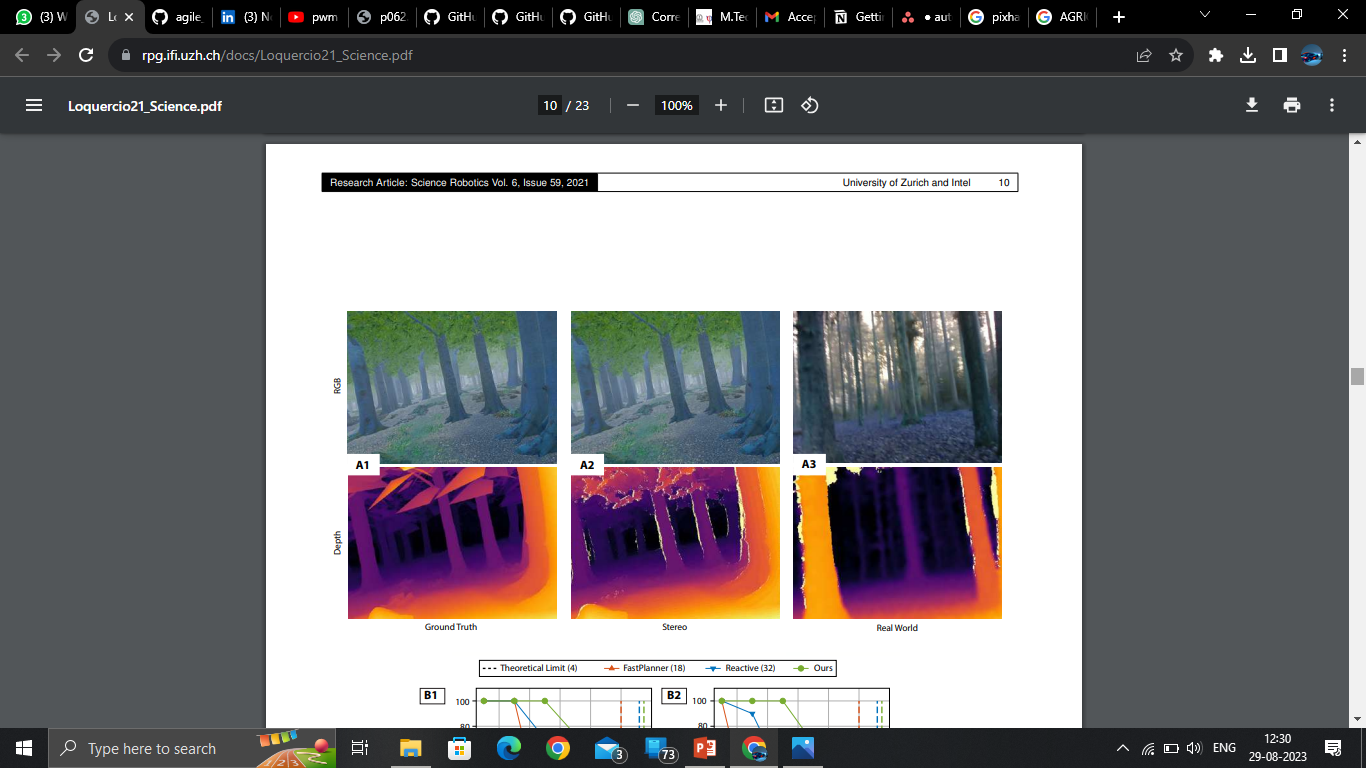 (3) W
Lo
agile_
(3) N
pwm
p062
GitHu
GitHu
GitHu
Corre
M.Tec
Accep
Gettin
aut
pixha
AGRI
rpg.ifi.uzh.ch/docs/Loquercio21_Science.pdf
Loquercio21_Science.pdf
10 / 23
100%
Research Article: Science Robotics Vol. 6, Issue 59, 2021
University of Zurich and Intel 10
RGB
A1
A2
A3
Depth
Ground Truth
Stereo
Real World
Theoretical Limit (4)
FastPlanner (18)
Reactive (32)
Ours
B1
100
80
B2
100
80
Type here to search
3
73
ENG
12:30
29-08-2023